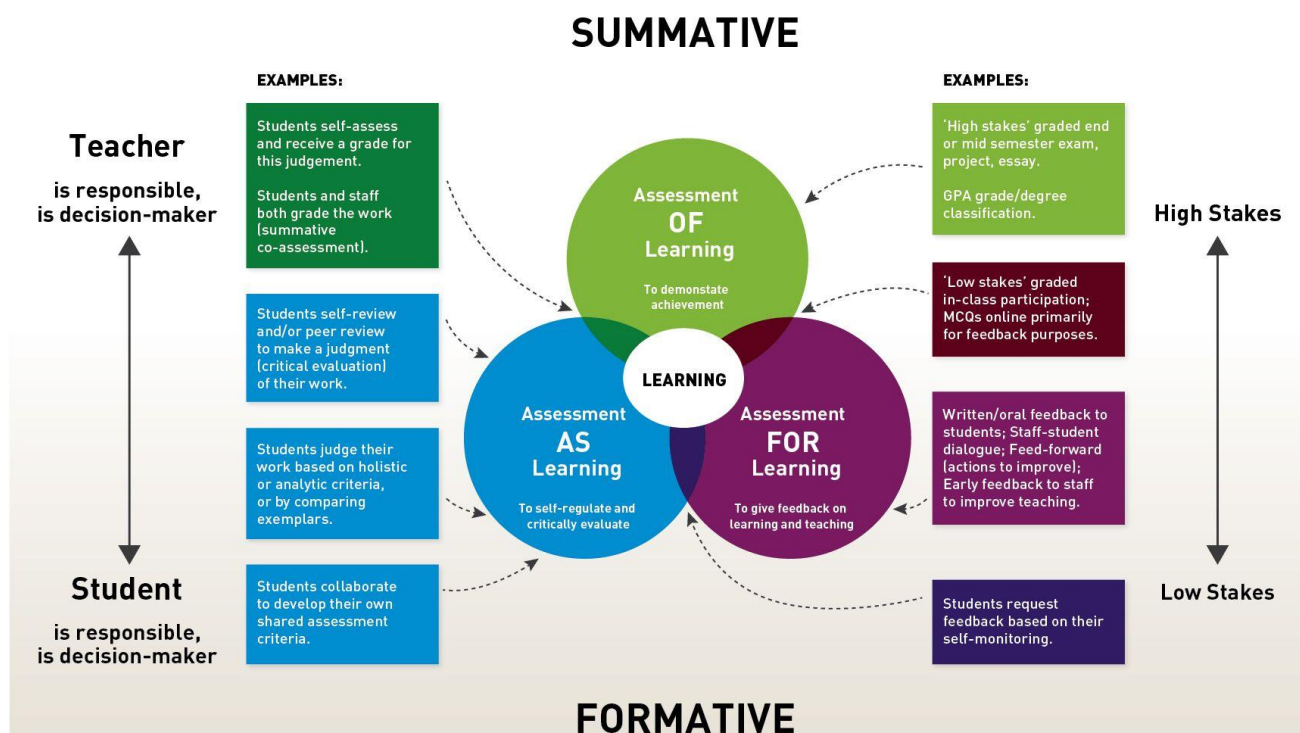 SUMMATIVE
EXAMPLES:
Students self-assess
and receive a grade for
this judgement.
Students and staff
both grade the work
(summative
co-assessment).
Students self-review
and/or peer review
to make a judgment
(critical evaluation)
of their work.
Students judge their
work based on holistic
or analytic criteria,
or by comparing
exemplars.
Students collaborate
to develop their own
shared assessment
criteria.
Teacher
is responsible,
is decision-maker
Student
is responsible,
is decision-maker
Assessment
OF
Learning
To demonstate
achievement
LEARNING
Assessment
AS
Learning
To self-regulate and
critically evaluate
Assessment
FOR
Learning
To give feedback on
learning and teaching
EXAMPLES:
'High stakes' graded end
or mid semester exam,
project, essay.
GPA grade/degree
classification.
'Low stakes' graded
in-class participation;
MCQs online primarily
for feedback purposes.
Written/oral feedback to
students; Staff-student
dialogue; Feed-forward
(actions to improve);
Early feedback to staff
to improve teaching.
Students request
feedback based on their
self-monitoring.
High Stakes
Low Stakes
FORMATIVE